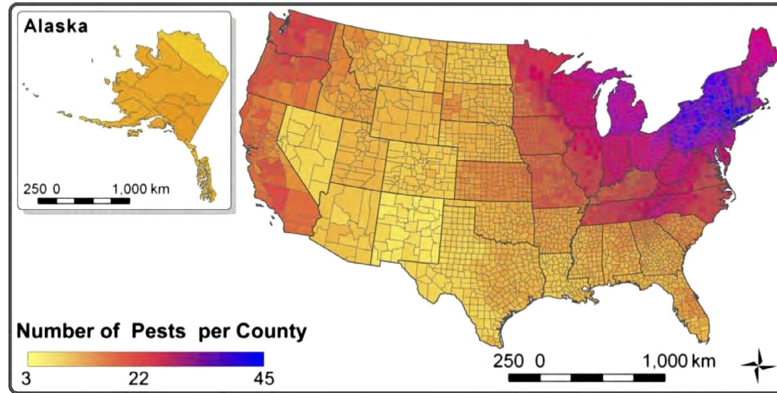 Alaska
250 0 1,000 km
Number of Pests per County
3 22 45
250 0 1,000 km